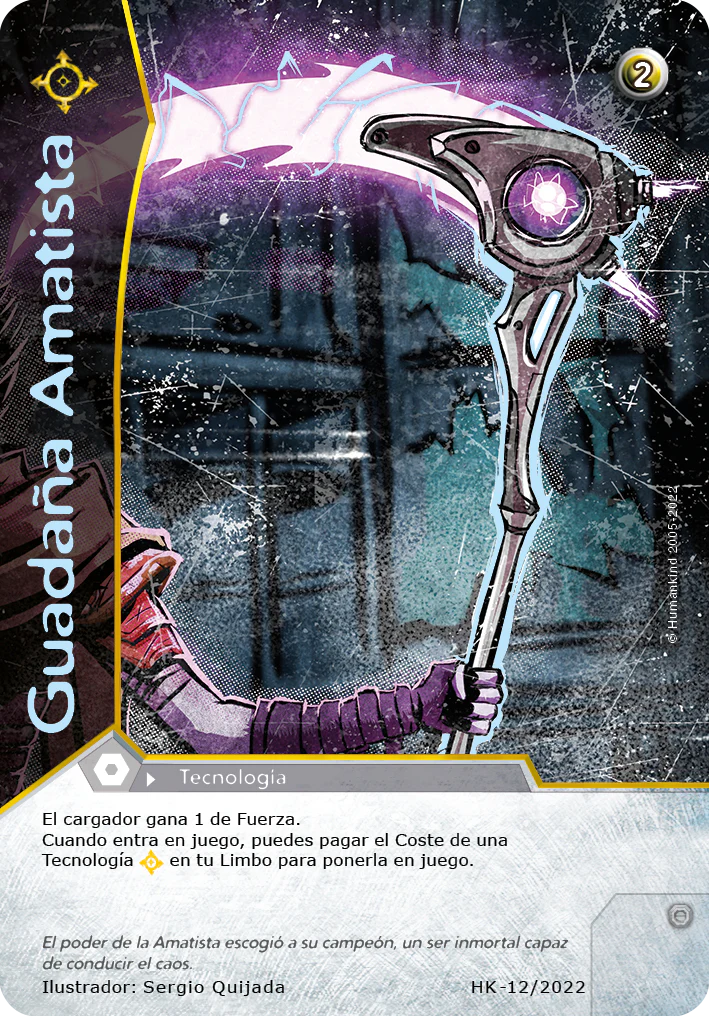 2
Guadaña Amatista
© Humankind 2005-2022
Tecnología
El cargador gana 1 de Fuerza.
Cuando entra en juego, puedes pagar el Coste de una
Tecnología en tu Limbo para ponerla en juego.
El poder de la Amatista escogió a su campeón, un ser inmortal capaz
de conducir el caos.
Ilustrador: Sergio Quijada HK-12/2022